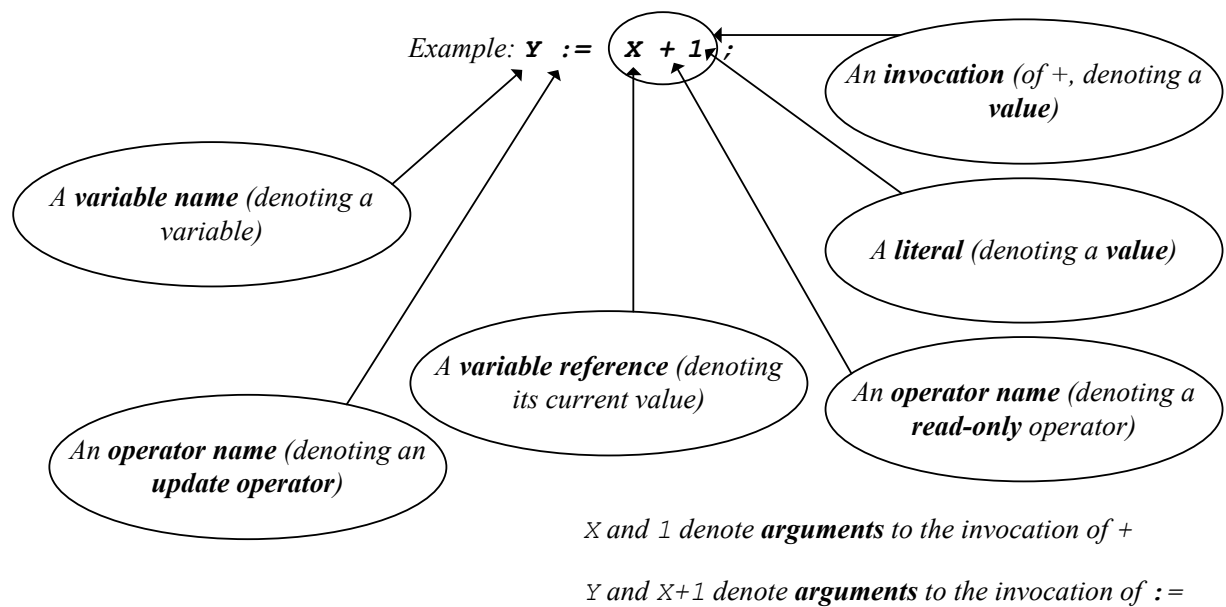 Example: Y := X + 1 ;
An invocation (of +, denoting a
value)
A variable name (denoting a
variable)
A literal (denoting a value)
A variable reference (denoting
its current value)
An operator name (denoting a
read-only operator)
An operator name (denoting an
update operator)
X and 1 denote arguments to the invocation of +
Y and X+1 denote arguments to the invocation of :=